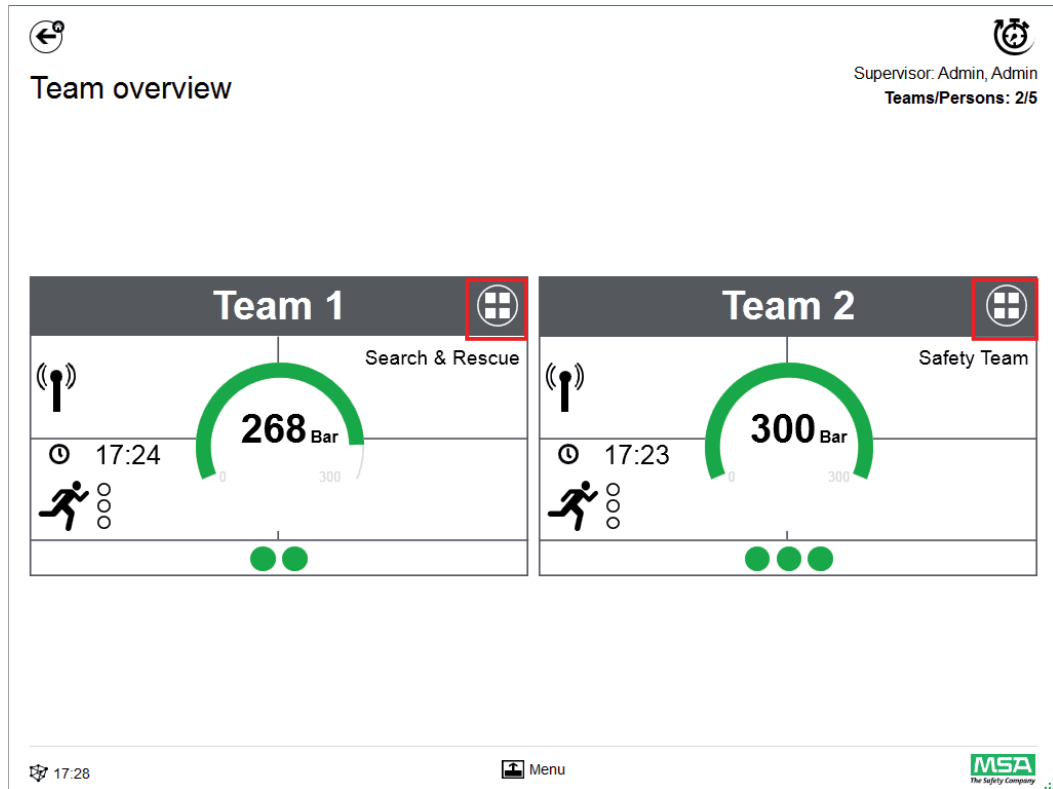 Team overview
Supervisor: Admin, Admin
Teams/Persons: 2/5
Team 1
Search & Rescue
268 Bar
0 300
17:24
Team 2
Safety Team
300 Bar
0 300
17:23
17:28
Menu
MSA
The Safety Company